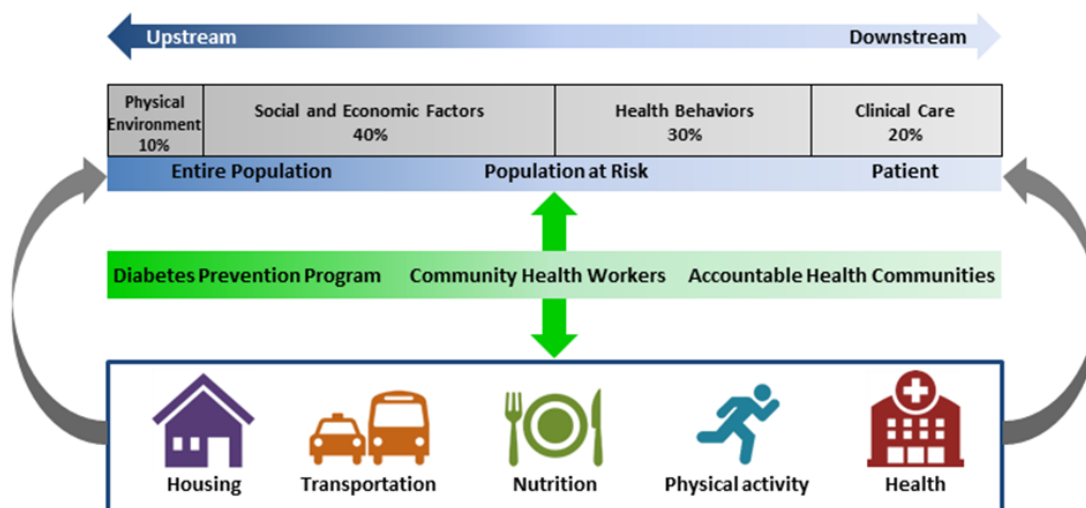 Upstream Downstream
Physical
Environment
10%
Social and Economic Factors
40%
Health Behaviors
30%
Clinical Care
20%
Entire Population Population at Risk Patient
Diabetes Prevention Program Community Health Workers Accountable Health Communities
Housing Transportation Nutrition Physical activity Health